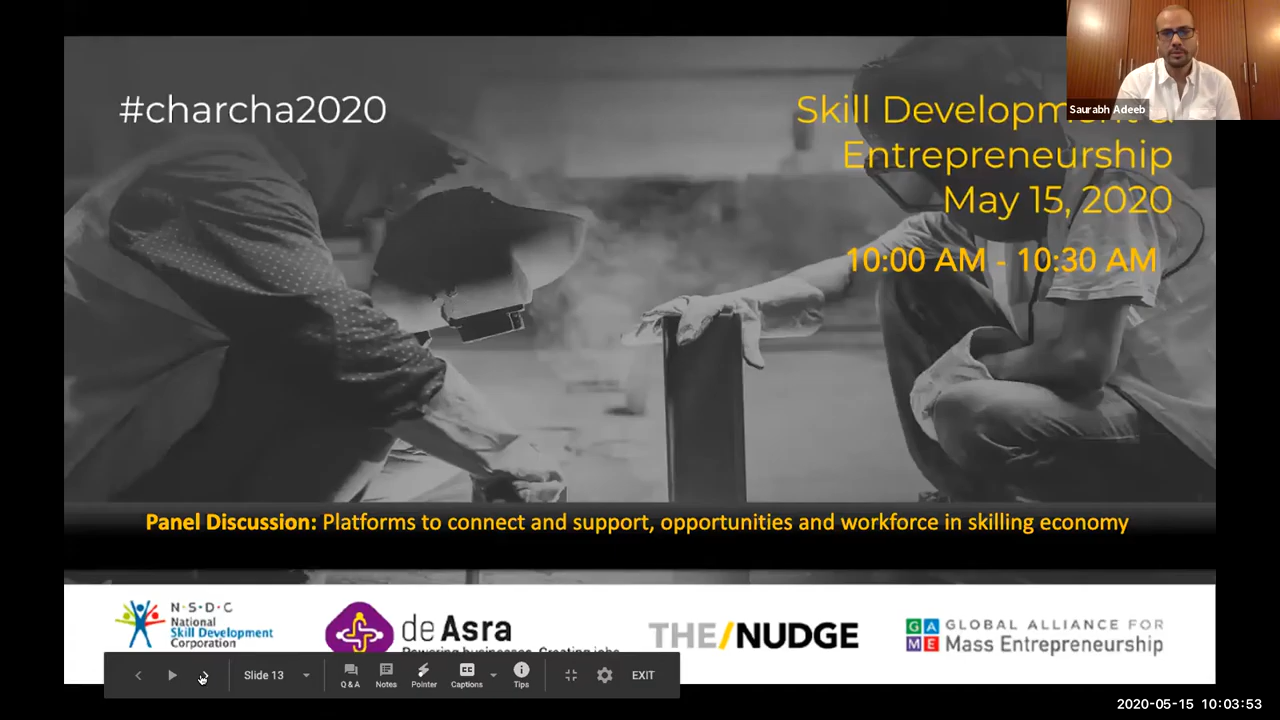 #charcha2020
Saurabh Adeeb
Skill Development &
Entrepreneurship
May 15, 2020
10:00 AM - 10:30 AM
Panel Discussion: Platforms to connect and support, opportunities and workforce in skilling economy
N·S·D·C
National
Skill Development
Corporation
de Asra
Powering businesses. Creating jobs
THE/NUDGE
GAME
GLOBAL ALLIANCE FOR
Mass Entrepreneurship
Slide 13
Q & A
Notes
Pointer
CC
Captions
Tips
EXIT
2020-05-15 10:03:53